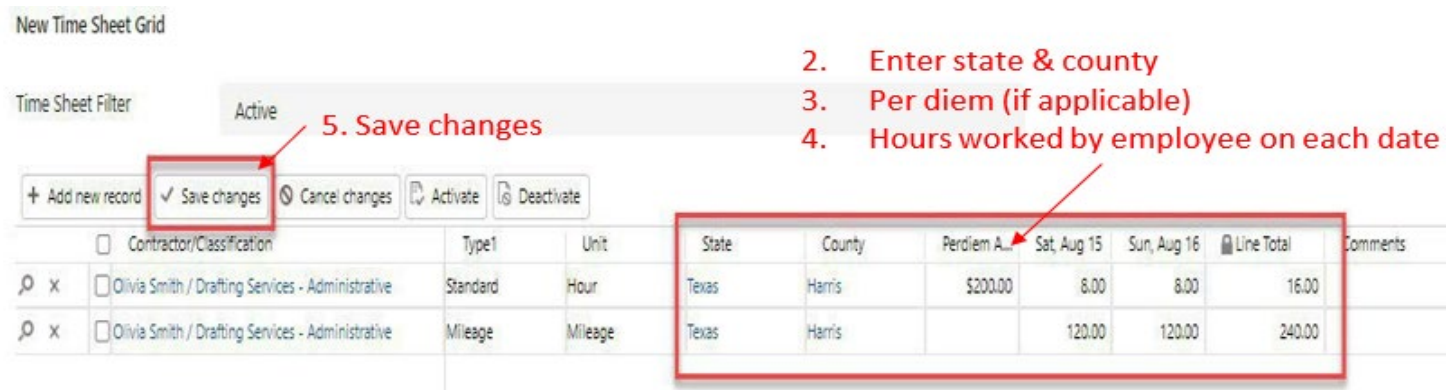 New Time Sheet Grid
2. Enter state & county
Time Sheet Filter Active
3. Per diem (if applicable)
5. Save changes
4. Hours worked by employee on each date
+ Add new record ✓ Save changes Cancel changes Activate Deactivate
Contractor/Classification Type1 Unit State County Perdiem A... Sat, Aug 15 Sun, Aug 16 Line Total Comments
Olivia Smith / Drafting Services - Administrative Standard Hour Texas Harris $200.00 8.00 8.00 16.00
Olivia Smith / Drafting Services - Administrative Mileage Mileage Texas Harris 120.00 120.00 240.00